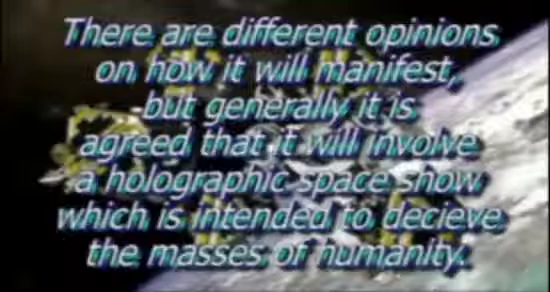 There are different opinions
on how it will manifest,
but generally it is
agreed that it will involve
a holographic space show
which is intended to decieve
the masses of humanity.